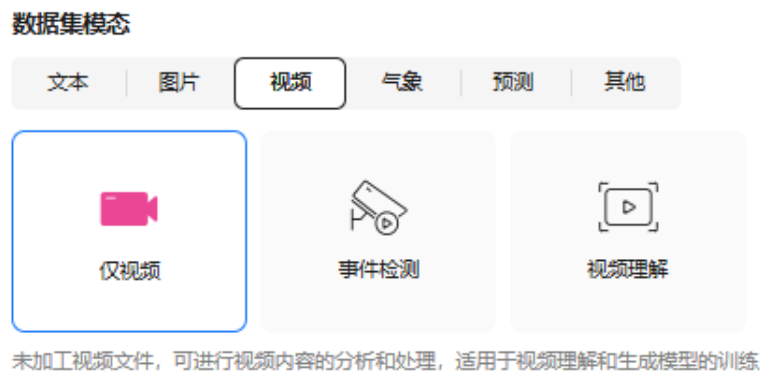 数据集模态
文本 图片 视频 气象 预测 其他
仅视频 事件检测 视频理解
未加工视频文件，可进行视频内容的分析和处理，适用于视频理解和生成模型的训练